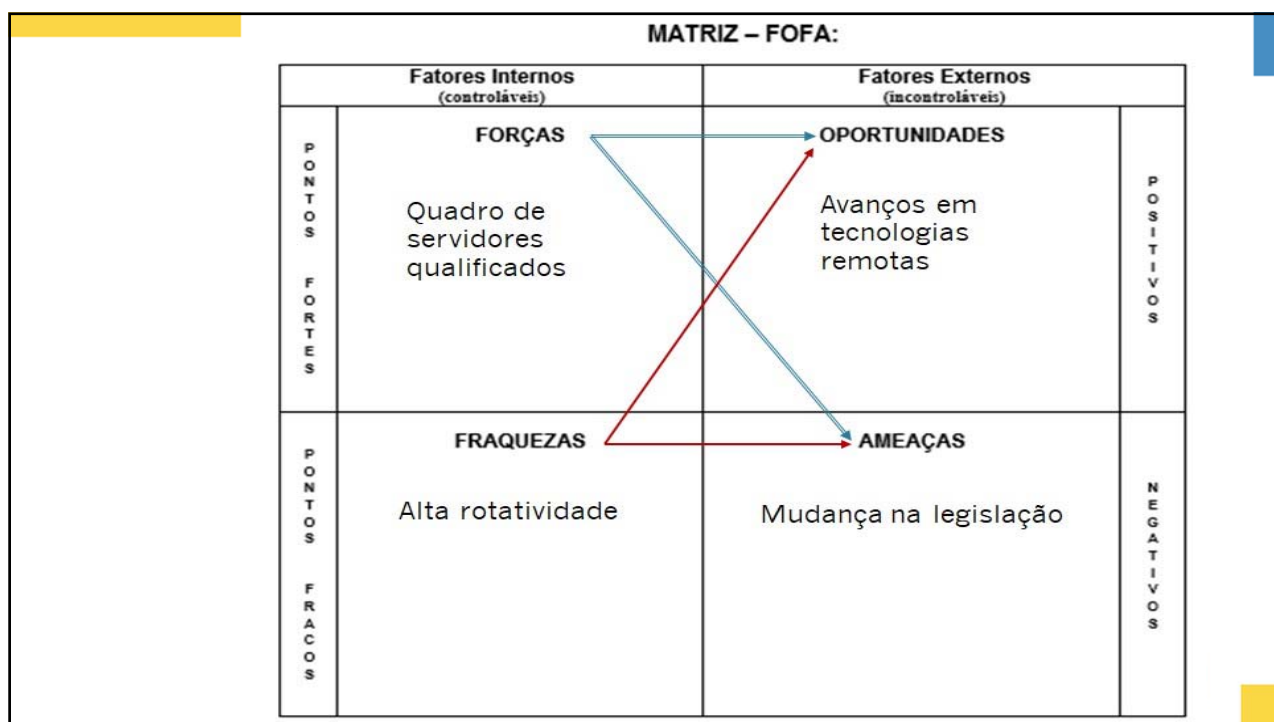 MATRIZ – FOFA:
Fatores Internos
(controláveis)
Fatores Externos
(incontroláveis)
PONTOS FORTES
FORÇAS
Quadro de
servidores
qualificados
OPORTUNIDADES
Avanços em
tecnologias
remotas
POSITIVOS
PONTOS FRACOS
FRAQUEZAS
Alta rotatividade
AMEAÇAS
Mudança na legislação
NEGATIVOS